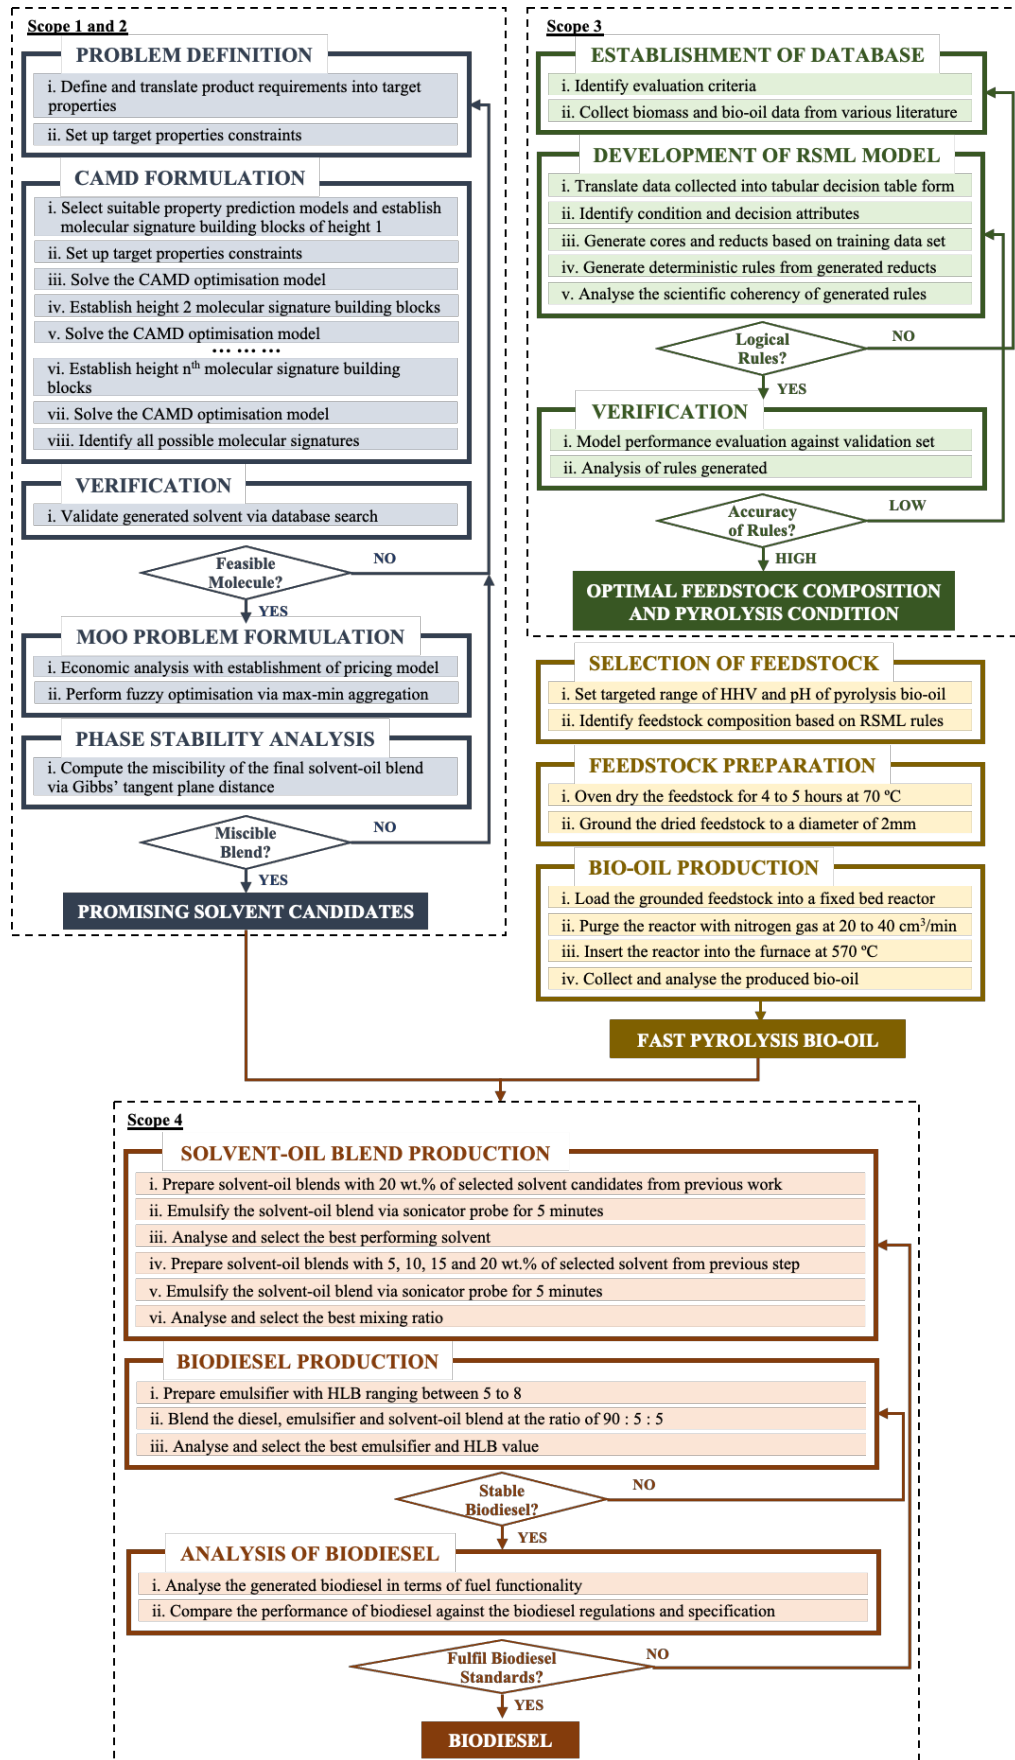 Scope 1 and 2
PROBLEM DEFINITION
i. Define and translate product requirements into target
properties
ii. Set up target properties constraints
CAMD FORMULATION
i. Select suitable property prediction models and establish
molecular signature building blocks of height 1
ii. Set up target properties constraints
iii. Solve the CAMD optimisation model
iv. Establish height 2 molecular signature building blocks
v. Solve the CAMD optimisation model
... ... ...
vi. Establish height nth molecular signature building
blocks
vii. Solve the CAMD optimisation model
viii. Identify all possible molecular signatures
VERIFICATION
i. Validate generated solvent via database search
Feasible
Molecule?
NO
YES
MOO PROBLEM FORMULATION
i. Economic analysis with establishment of pricing model
ii. Perform fuzzy optimisation via max-min aggregation
PHASE STABILITY ANALYSIS
i. Compute the miscibility of the final solvent-oil blend
via Gibbs' tangent plane distance
Miscible
Blend?
NO
YES
PROMISING SOLVENT CANDIDATES
Scope 3
ESTABLISHMENT OF DATABASE
i. Identify evaluation criteria
ii. Collect biomass and bio-oil data from various literature
DEVELOPMENT OF RSML MODEL
i. Translate data collected into tabular decision table form
ii. Identify condition and decision attributes
iii. Generate cores and reducts based on training data set
iv. Generate deterministic rules from generated reducts
v. Analyse the scientific coherency of generated rules
Logical
Rules?
NO
YES
VERIFICATION
i. Model performance evaluation against validation set
ii. Analysis of rules generated
Accuracy
of Rules?
LOW
HIGH
OPTIMAL FEEDSTOCK COMPOSITION
AND PYROLYSIS CONDITION
SELECTION OF FEEDSTOCK
i. Set targeted range of HHV and pH of pyrolysis bio-oil
ii. Identify feedstock composition based on RSML rules
FEEDSTOCK PREPARATION
i. Oven dry the feedstock for 4 to 5 hours at 70 ºC
ii. Ground the dried feedstock to a diameter of 2mm
BIO-OIL PRODUCTION
i. Load the grounded feedstock into a fixed bed reactor
ii. Purge the reactor with nitrogen gas at 20 to 40 cm³/min
iii. Insert the reactor into the furnace at 570 ºC
iv. Collect and analyse the produced bio-oil
FAST PYROLYSIS BIO-OIL
Scope 4
SOLVENT-OIL BLEND PRODUCTION
i. Prepare solvent-oil blends with 20 wt.% of selected solvent candidates from previous work
ii. Emulsify the solvent-oil blend via sonicator probe for 5 minutes
iii. Analyse and select the best performing solvent
iv. Prepare solvent-oil blends with 5, 10, 15 and 20 wt.% of selected solvent from previous step
v. Emulsify the solvent-oil blend via sonicator probe for 5 minutes
vi. Analyse and select the best mixing ratio
BIODIESEL PRODUCTION
i. Prepare emulsifier with HLB ranging between 5 to 8
ii. Blend the diesel, emulsifier and solvent-oil blend at the ratio of 90 : 5 : 5
iii. Analyse and select the best emulsifier and HLB value
Stable
Biodiesel?
NO
YES
ANALYSIS OF BIODIESEL
i. Analyse the generated biodiesel in terms of fuel functionality
ii. Compare the performance of biodiesel against the biodiesel regulations and specification
Fulfil Biodiesel
Standards?
NO
YES
BIODIESEL